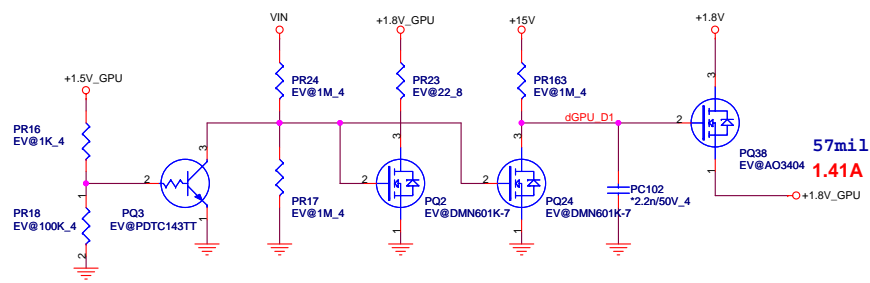 VIN
+1.8V_GPU
+15V
+1.8V
+1.5V_GPU
PR24
EV@1M_4
PR23
EV@22_8
PR163
EV@1M_4
3
PR16
EV@1K_4
dGPU_D1
2
57mil
1.41A
PQ38
EV@AO3404
1
+1.8V_GPU
3
3
3
2
2
2
1
PR18
EV@100K_4
2
PQ3
EV@PDTC143TT
1
PR17
EV@1M_4
PQ2
EV@DMN601K-7
1
PQ24
EV@DMN601K-7
1
PC102
*2.2n/50V_4